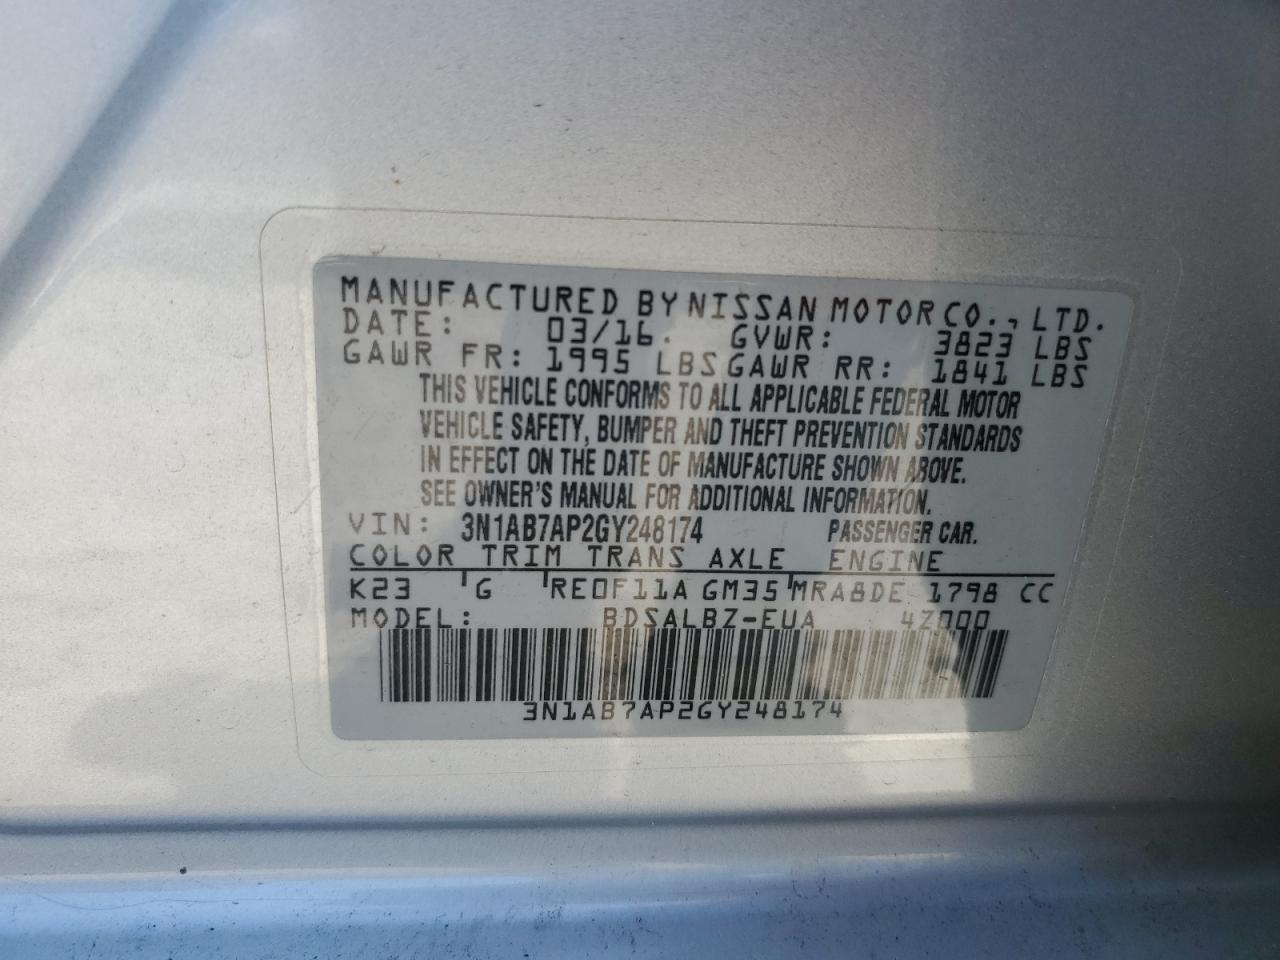 MANUFACTURED BY NISSAN MOTOR CO., LTD.
DATE: 03/16. GVWR: 3823 LBS
GAWR FR: 1995 LBS GAWR RR: 1841 LBS
THIS VEHICLE CONFORMS TO ALL APPLICABLE FEDERAL MOTOR
VEHICLE SAFETY, BUMPER AND THEFT PREVENTION STANDARDS
IN EFFECT ON THE DATE OF MANUFACTURE SHOWN ABOVE.
SEE OWNER'S MANUAL FOR ADDITIONAL INFORMATION.
VIN: 3N1AB7AP2GY248174 PASSENGER CAR.
COLOR TRIM TRANS AXLE ENGINE
K23 G RE0F11A GM35 MRA8DE 1798 CC
MODEL: BDSALBZ-EUA 4Z000
3N1AB7AP2GY248174